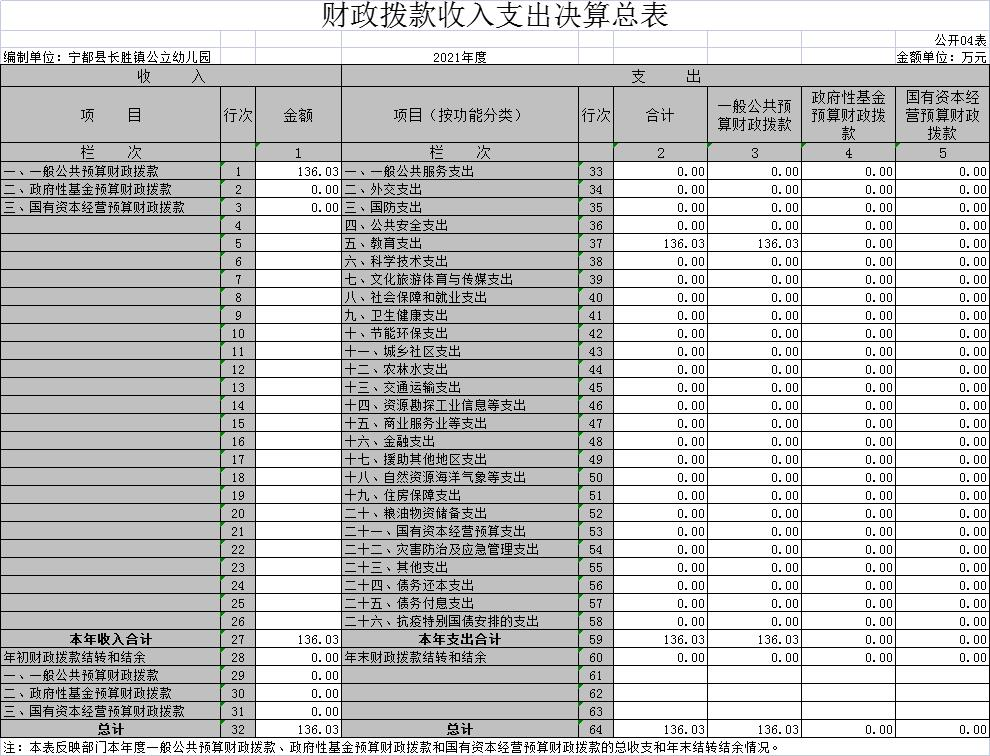 财政拨款收入支出决算总表
公开04表
编制单位：宁都县长胜镇公立幼儿园 2021年度 金额单位：万元
收 入 支 出
项 目 行次 金额 项目（按功能分类） 行次 合计 一般公共预算财政拨款 政府性基金预算财政拨款 国有资本经营预算财政拨款
栏 次 1 栏 次 2 3 4 5
一、一般公共预算财政拨款 1 136.03 一、一般公共服务支出 33 0.00 0.00 0.00 0.00
二、政府性基金预算财政拨款 2 0.00 二、外交支出 34 0.00 0.00 0.00 0.00
三、国有资本经营预算财政拨款 3 0.00 三、国防支出 35 0.00 0.00 0.00 0.00
4 四、公共安全支出 36 0.00 0.00 0.00 0.00
5 五、教育支出 37 136.03 136.03 0.00 0.00
6 六、科学技术支出 38 0.00 0.00 0.00 0.00
7 七、文化旅游体育与传媒支出 39 0.00 0.00 0.00 0.00
8 八、社会保障和就业支出 40 0.00 0.00 0.00 0.00
9 九、卫生健康支出 41 0.00 0.00 0.00 0.00
10 十、节能环保支出 42 0.00 0.00 0.00 0.00
11 十一、城乡社区支出 43 0.00 0.00 0.00 0.00
12 十二、农林水支出 44 0.00 0.00 0.00 0.00
13 十三、交通运输支出 45 0.00 0.00 0.00 0.00
14 十四、资源勘探工业信息等支出 46 0.00 0.00 0.00 0.00
15 十五、商业服务业等支出 47 0.00 0.00 0.00 0.00
16 十六、金融支出 48 0.00 0.00 0.00 0.00
17 十七、援助其他地区支出 49 0.00 0.00 0.00 0.00
18 十八、自然资源海洋气象等支出 50 0.00 0.00 0.00 0.00
19 十九、住房保障支出 51 0.00 0.00 0.00 0.00
20 二十、粮油物资储备支出 52 0.00 0.00 0.00 0.00
21 二十一、国有资本经营预算支出 53 0.00 0.00 0.00 0.00
22 二十二、灾害防治及应急管理支出 54 0.00 0.00 0.00 0.00
23 二十三、其他支出 55 0.00 0.00 0.00 0.00
24 二十四、债务还本支出 56 0.00 0.00 0.00 0.00
25 二十五、债务付息支出 57 0.00 0.00 0.00 0.00
26 二十六、抗疫特别国债安排的支出 58 0.00 0.00 0.00 0.00
本年收入合计 27 136.03 本年支出合计 59 136.03 136.03 0.00 0.00
年初财政拨款结转和结余 28 0.00 年末财政拨款结转和结余 60 0.00 0.00 0.00 0.00
一、一般公共预算财政拨款 29 0.00 61
二、政府性基金预算财政拨款 30 0.00 62
三、国有资本经营预算财政拨款 31 0.00 63
总计 32 136.03 总计 64 136.03 136.03 0.00 0.00
注：本表反映部门本年度一般公共预算财政拨款、政府性基金预算财政拨款和国有资本经营预算财政拨款的总收支和年末结转结余情况。